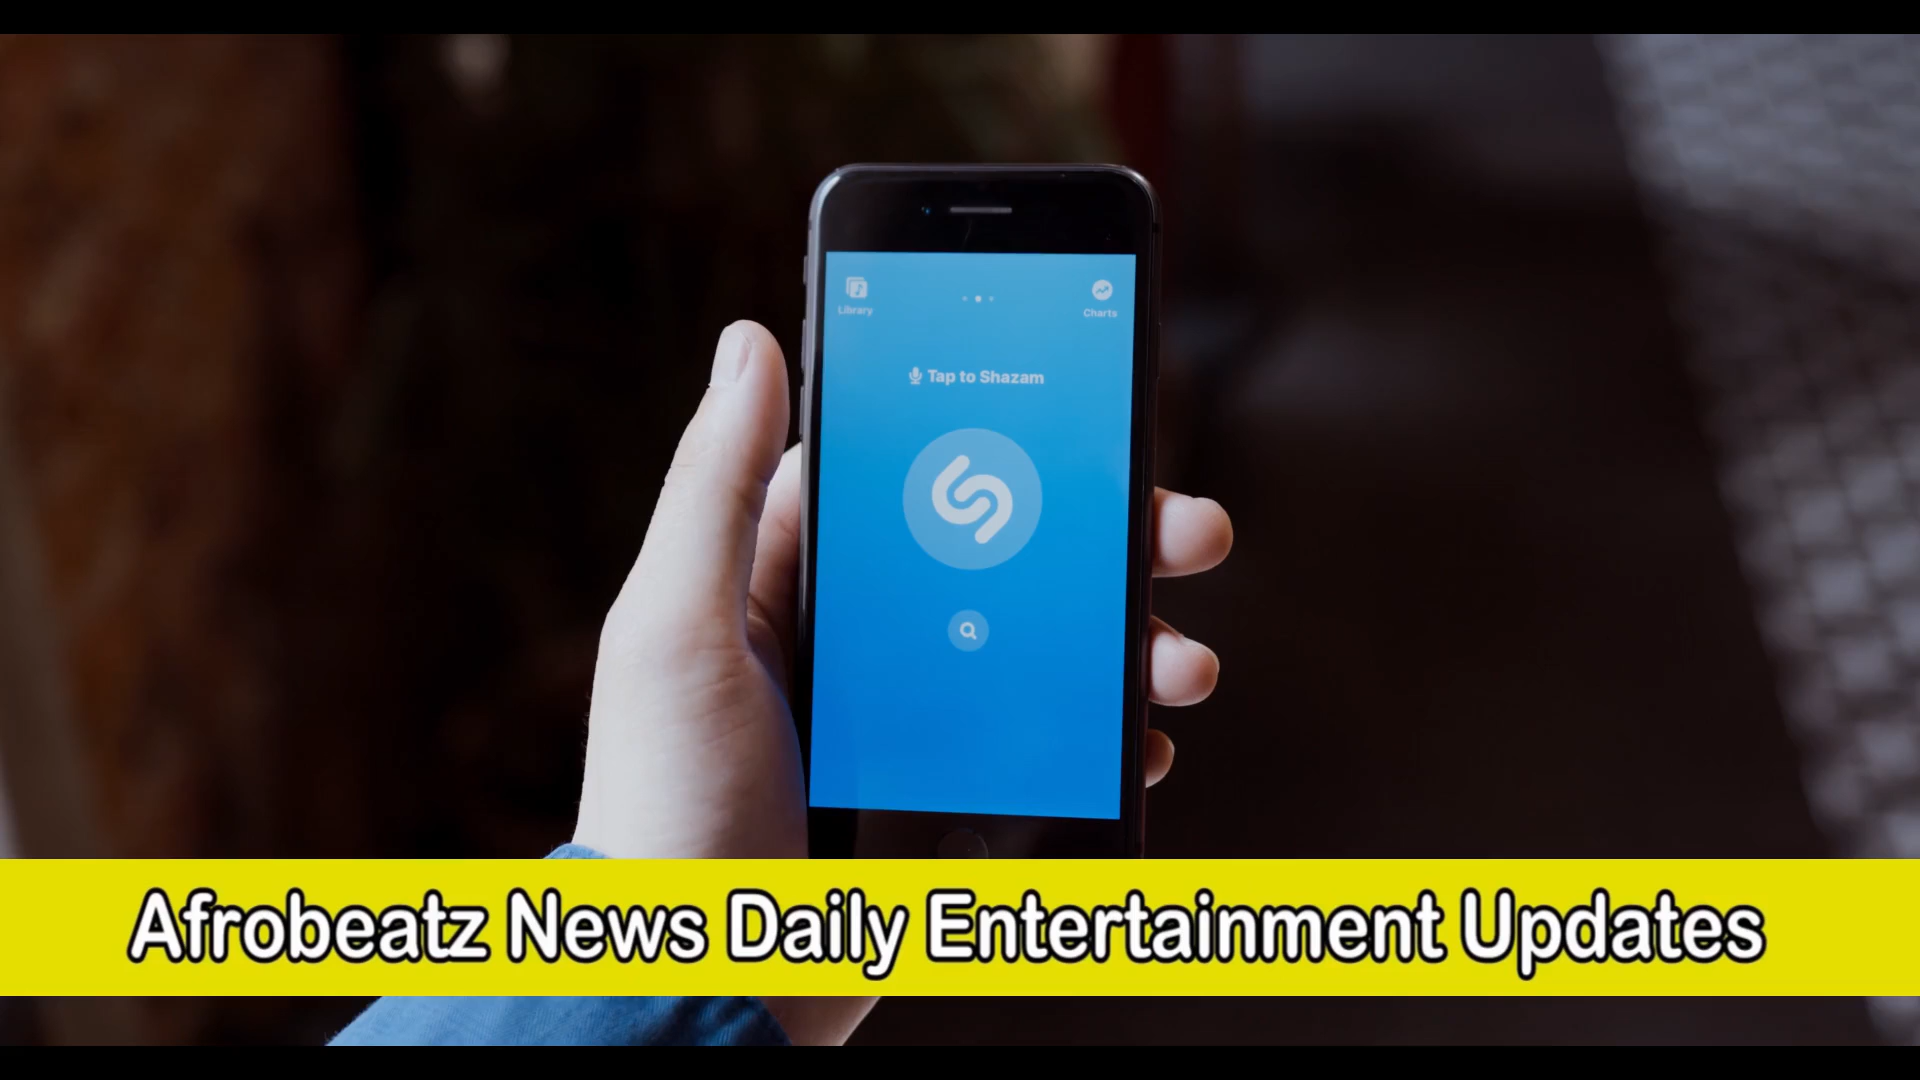 Library
Charts
Tap to Shazam
Afrobeatz News Daily Entertainment Updates